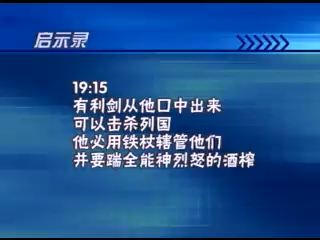 启示录
19:15
有利剑从他口中出来
可以击杀列国
他必用铁杖辖管他们
并要踹全能神烈怒的酒榨